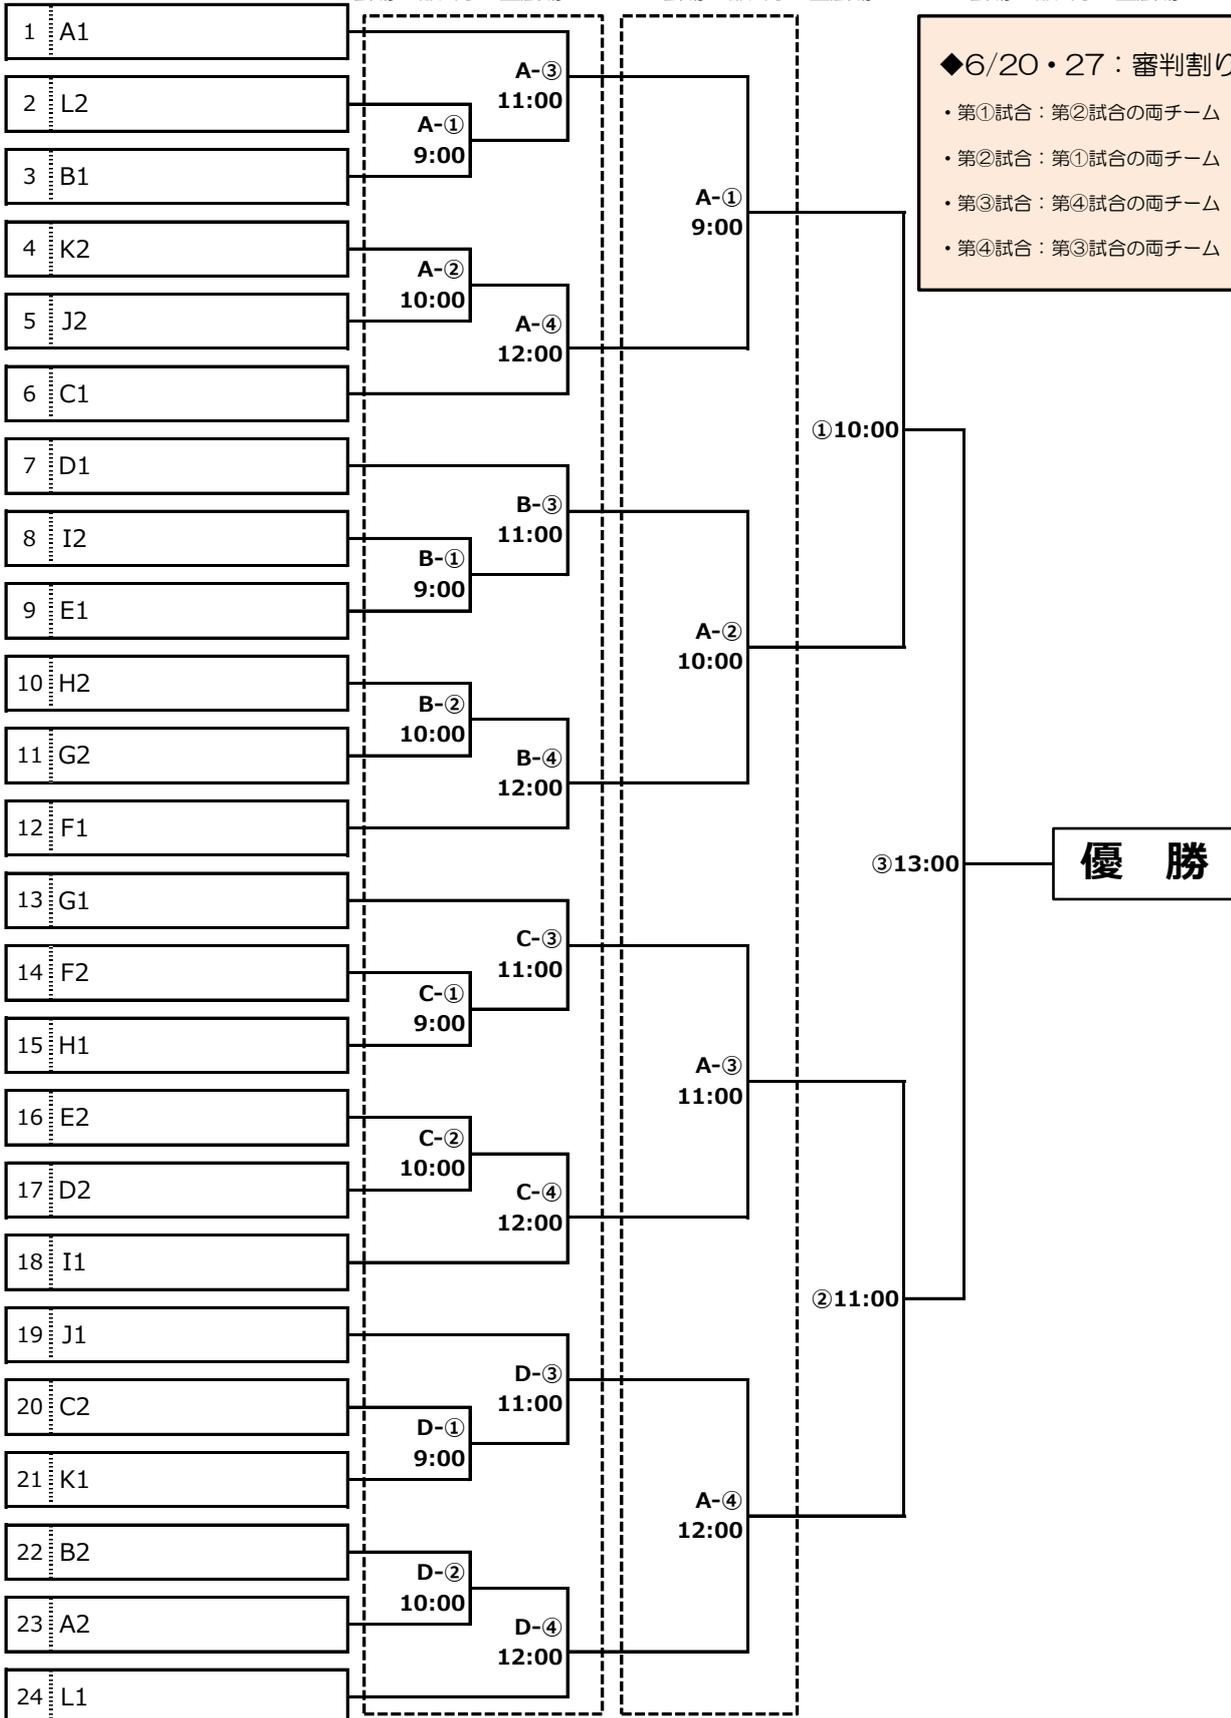 1 A1
2 L2
3 B1
4 K2
5 J2
6 C1
7 D1
8 I2
9 E1
10 H2
11 G2
12 F1
13 G1
14 F2
15 H1
16 E2
17 D2
18 I1
19 J1
20 C2
21 K1
22 B2
23 A2
24 L1
A-①
9:00
A-②
10:00
B-①
9:00
B-②
10:00
C-①
9:00
C-②
10:00
D-①
9:00
D-②
10:00
A-③
11:00
A-④
12:00
B-③
11:00
B-④
12:00
C-③
11:00
C-④
12:00
D-③
11:00
D-④
12:00
A-①
9:00
A-②
10:00
A-③
11:00
A-④
12:00
①10:00
②11:00
③13:00
優 勝
◆6/20・27：審判割り
・第①試合：第②試合の両チーム
・第②試合：第①試合の両チーム
・第③試合：第④試合の両チーム
・第④試合：第③試合の両チーム